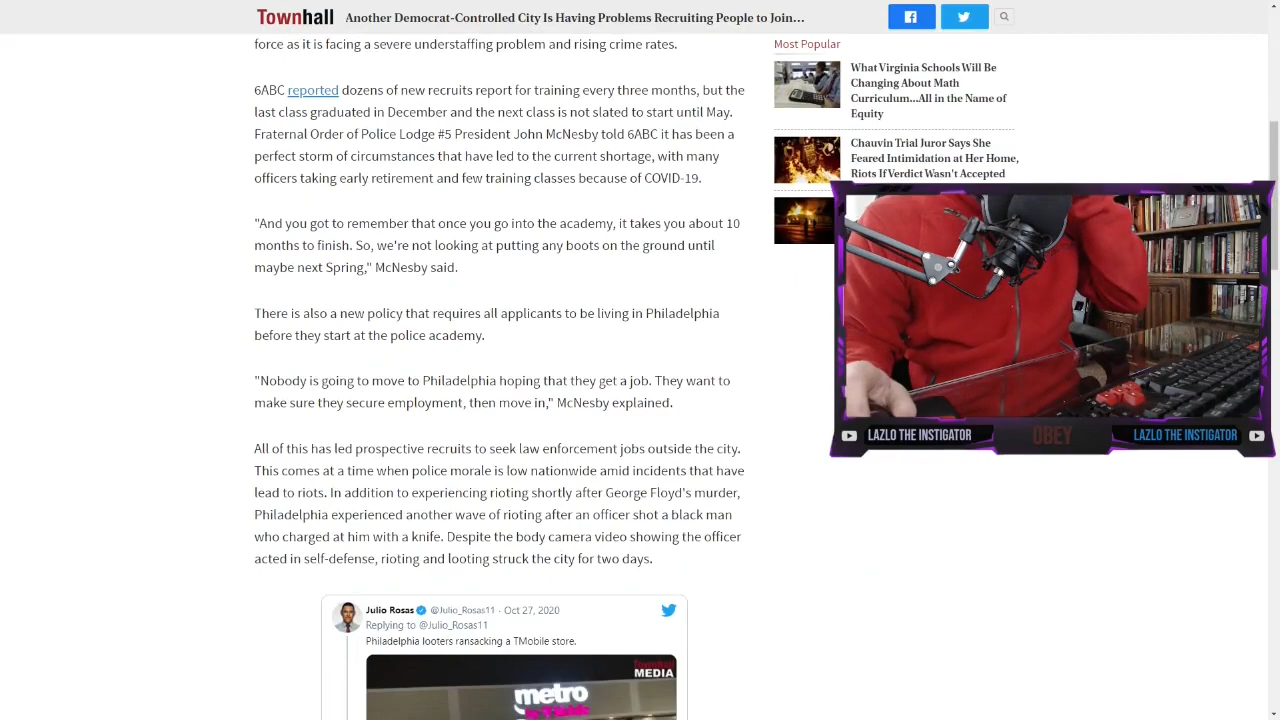 Townhall Another Democrat-Controlled City Is Having Problems Recruiting People to Join...
force as it is facing a severe understaffing problem and rising crime rates.
6ABC reported dozens of new recruits report for training every three months, but the
last class graduated in December and the next class is not slated to start until May.
Fraternal Order of Police Lodge #5 President John McNesby told 6ABC it has been a
perfect storm of circumstances that have led to the current shortage, with many
officers taking early retirement and few training classes because of COVID-19.
"And you got to remember that once you go into the academy, it takes you about 10
months to finish. So, we're not looking at putting any boots on the ground until
maybe next Spring," McNesby said.
There is also a new policy that requires all applicants to be living in Philadelphia
before they start at the police academy.
"Nobody is going to move to Philadelphia hoping that they get a job. They want to
make sure they secure employment, then move in," McNesby explained.
All of this has led prospective recruits to seek law enforcement jobs outside the city.
This comes at a time when police morale is low nationwide amid incidents that have
lead to riots. In addition to experiencing rioting shortly after George Floyd's murder,
Philadelphia experienced another wave of rioting after an officer shot a black man
who charged at him with a knife. Despite the body camera video showing the officer
acted in self-defense, rioting and looting struck the city for two days.
Julio Rosas @Julio_Rosas11 · Oct 27, 2020
Replying to @Julio_Rosas11
Philadelphia looters ransacking a TMobile store.
Townhall
MEDIA
metro
by T-Mobile
Most Popular
What Virginia Schools Will Be
Changing About Math
Curriculum...All in the Name of
Equity
Chauvin Trial Juror Says She
Feared Intimidation at Her Home,
Riots If Verdict Wasn't Accepted
LAZLO THE INSTIGATOR
OBEY
LAZLO THE INSTIGATOR